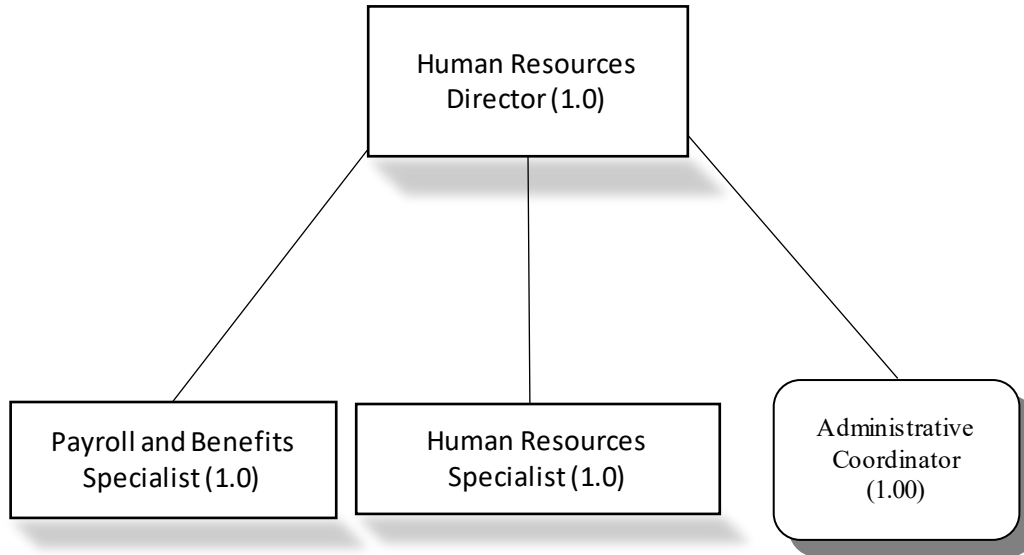 Human Resources
Director (1.0)
Payroll and Benefits
Specialist (1.0)
Human Resources
Specialist (1.0)
Administrative
Coordinator
(1.00)